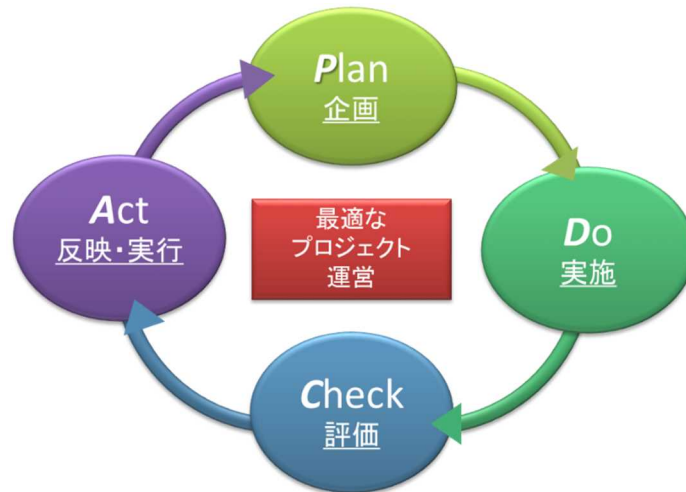 Plan
企画
Do
実施
Check
評価
Act
反映・実行
最適な
プロジェクト
運営